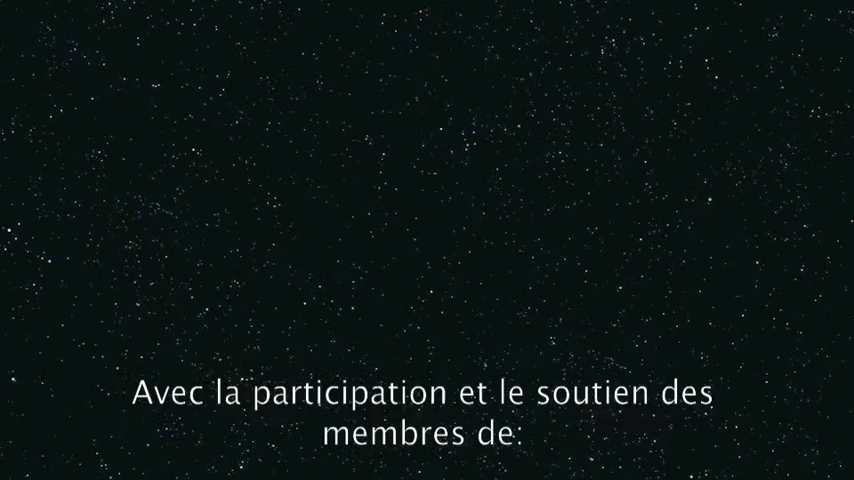 Avec la participation et le soutien des
membres de: